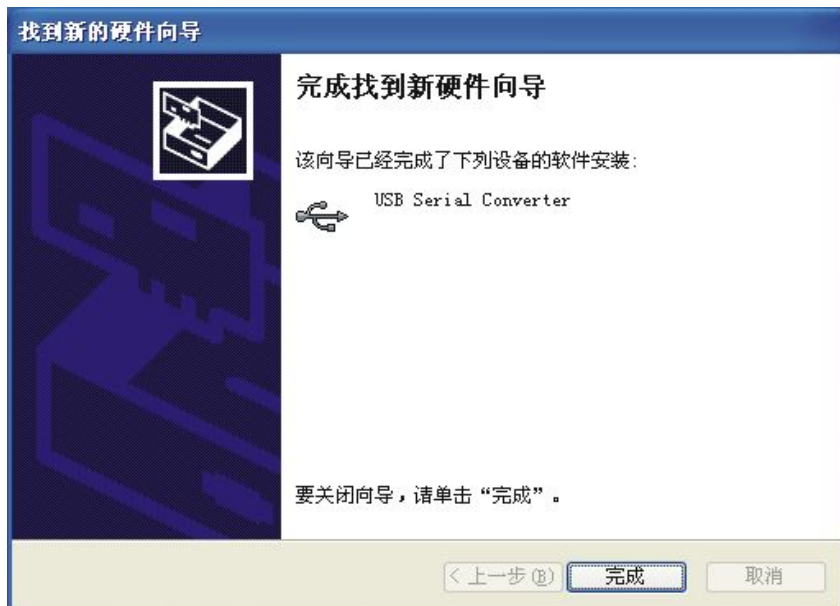 找到新的硬件向导
完成找到新硬件向导
该向导已经完成了下列设备的软件安装:
USB Serial Converter
要关闭向导，请单击“完成”。
<上一步(B)
完成
取消